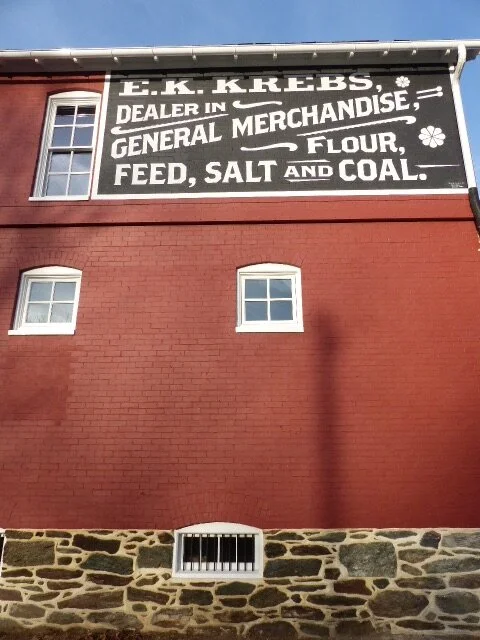 E. K. KREBS,
DEALER IN
GENERAL MERCHANDISE,
FLOUR,
FEED, SALT AND COAL.